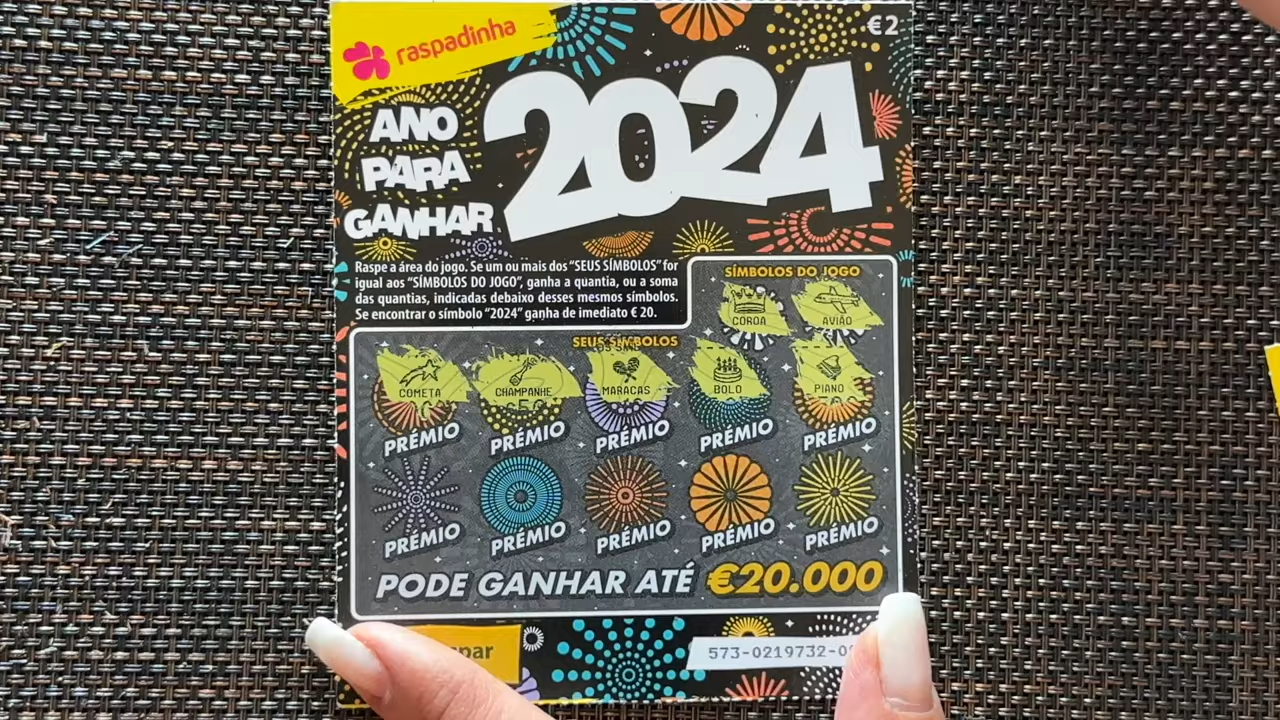 raspadinha
€2
ANO
PARA
GANHAR
2024
Raspe a área do jogo. Se um ou mais dos “SEUS SÍMBOLOS” for
igual aos “SÍMBOLOS DO JOGO”, ganha a quantia, ou a soma
das quantias, indicadas debaixo desses mesmos símbolos.
Se encontrar o símbolo “2024” ganha de imediato € 20.
SÍMBOLOS DO JOGO
COROA AVIÃO
SEUS SÍMBOLOS
COMETA CHAMPANHE MARACAS BOLO PIANO
PRÉMIO PRÉMIO PRÉMIO PRÉMIO PRÉMIO
PRÉMIO PRÉMIO PRÉMIO PRÉMIO PRÉMIO
PODE GANHAR ATÉ €20.000
573-0219732-0